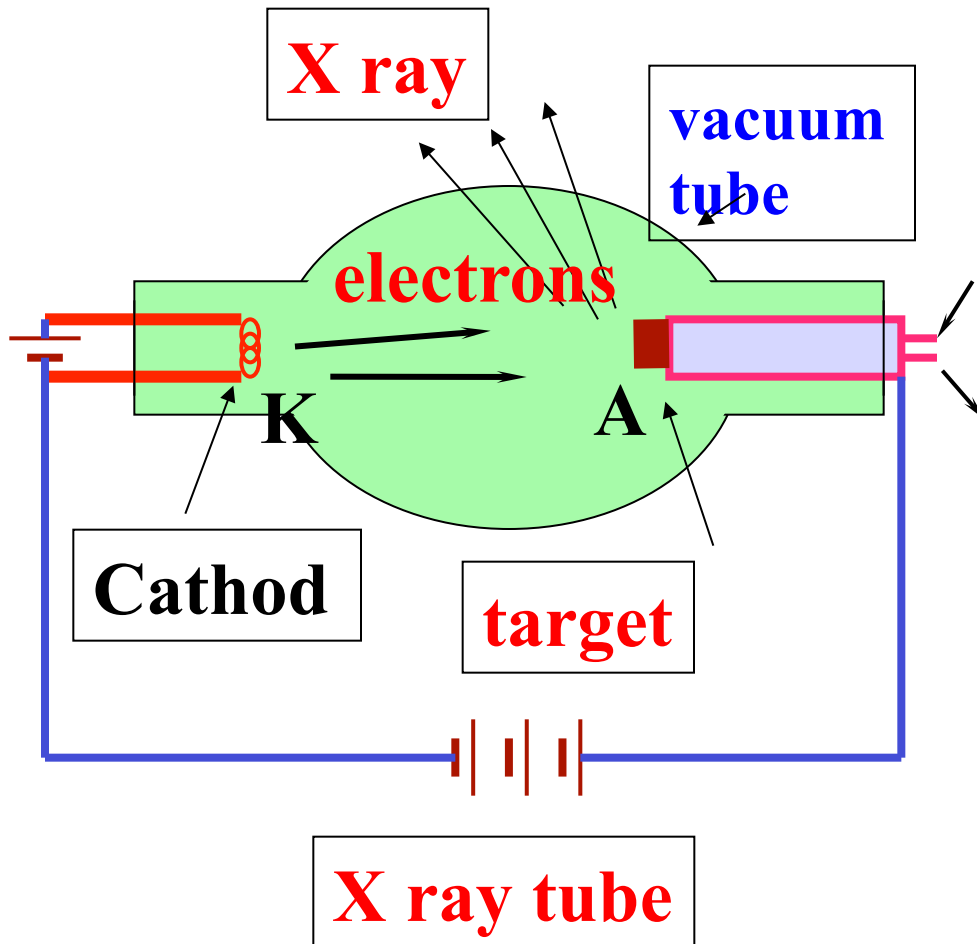 X ray
vacuum
tube
electrons
K
A
Cathod
target
X ray tube